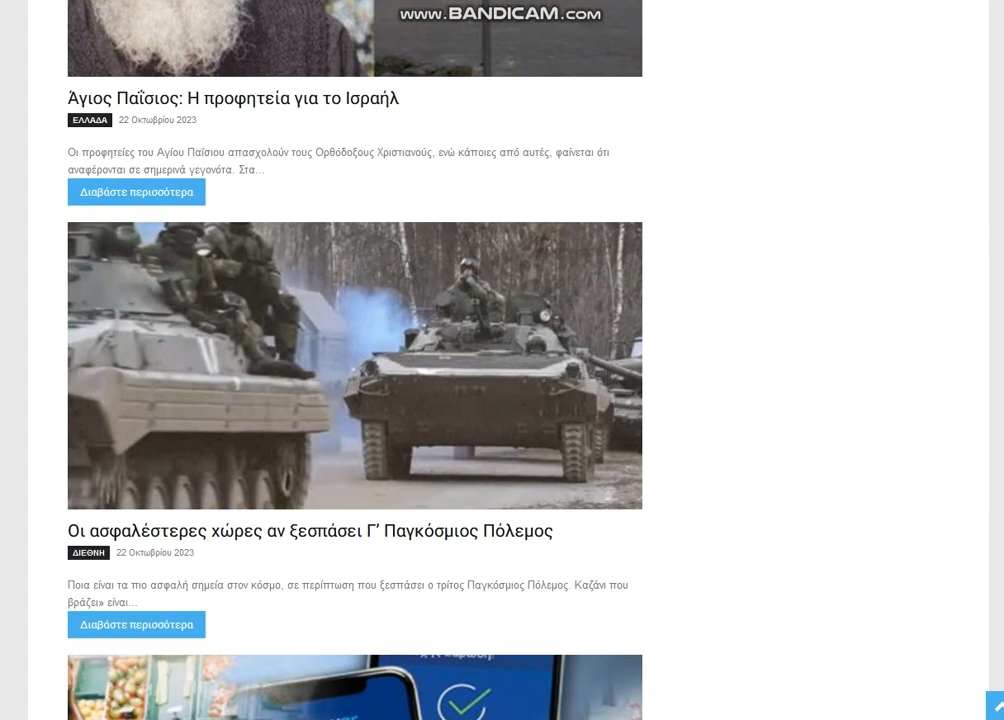 www.BANDICAM.com
Άγιος Παΐσιος: Η προφητεία για το Ισραήλ
ΕΛΛΑΔΑ 22 Οκτωβρίου 2023
Οι προφητείες του Αγίου Παΐσιου απασχολούν τους Ορθόδοξους Χριστιανούς, ενώ κάποιες από αυτές, φαίνεται ότι
αναφέρονται σε σημερινά γεγονότα. Στα...
Διαβάστε περισσότερα
Οι ασφαλέστερες χώρες αν ξεσπάσει Γ’ Παγκόσμιος Πόλεμος
ΔΙΕΘΝΗ 22 Οκτωβρίου 2023
Ποια είναι τα πιο ασφαλή σημεία στον κόσμο, σε περίπτωση που ξεσπάσει ο τρίτος Παγκόσμιος Πόλεμος. Καζάνι που
βράζει» είναι...
Διαβάστε περισσότερα